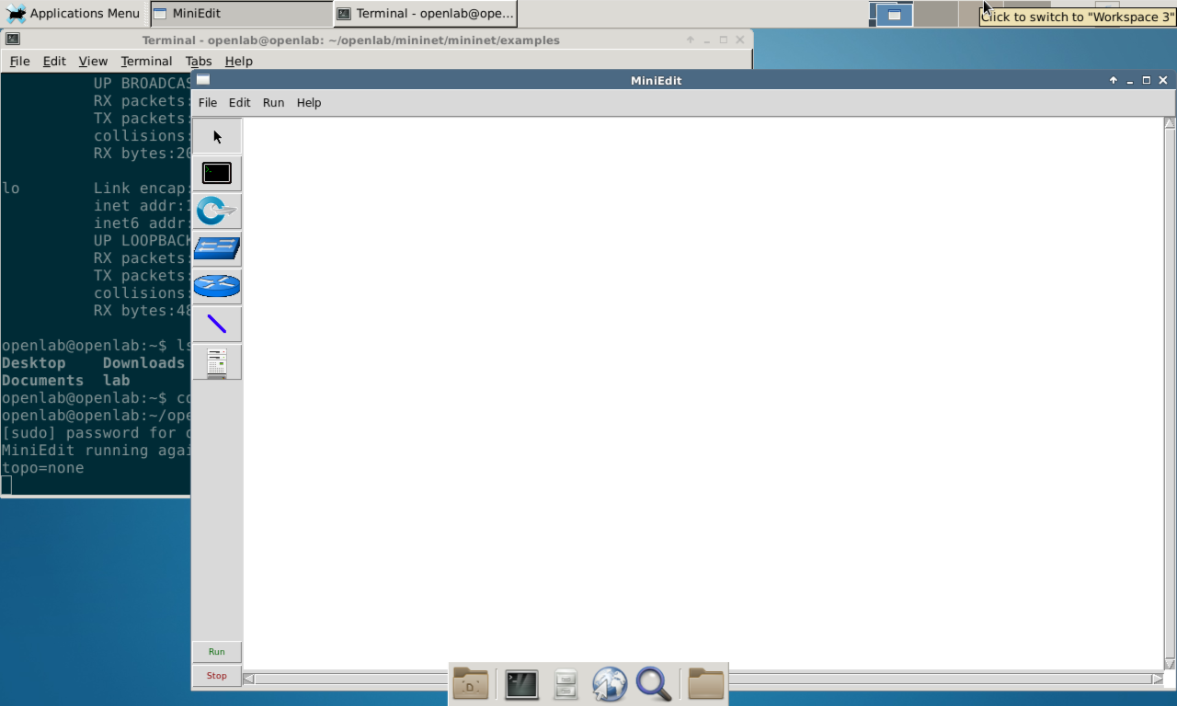 Applications Menu
MiniEdit
Terminal - openlab@ope...
Click to switch to "Workspace 3"
Terminal - openlab@openlab: ~/openlab/mininet/mininet/examples
File Edit View Terminal Tabs Help
UP BROADCAS
RX packets:
TX packets:
collisions:
RX bytes:20
lo Link encap:
inet addr:1
inet6 addr:
UP LOOPBACK
RX packets:
TX packets:
collisions:
RX bytes:48
openlab@openlab:~$ ls
Desktop Downloads
Documents lab
openlab@openlab:~$ cd
openlab@openlab:~/ope
[sudo] password for o
MiniEdit running agai
topo=none
MiniEdit
File Edit Run Help
Run
Stop